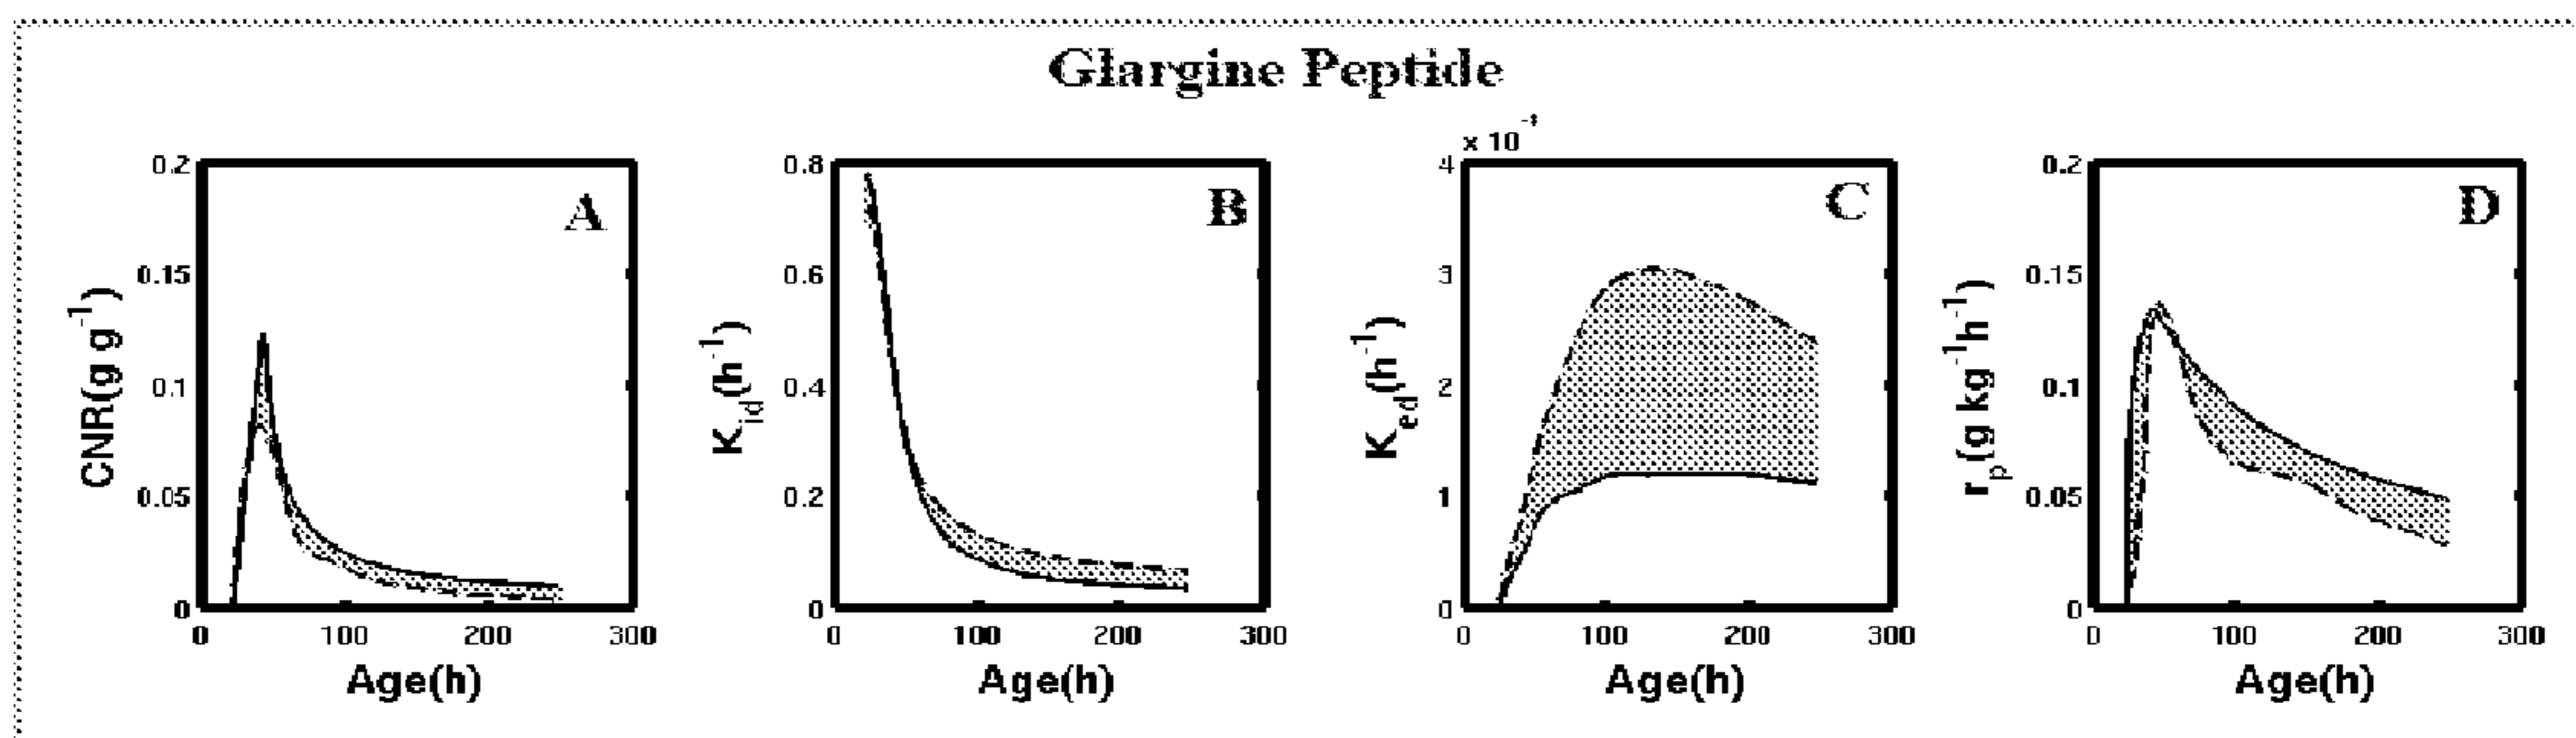 Glargine Peptide
A
CNR(g g⁻¹)
0.2
0.15
0.1
0.05
0
0 100 200 300
Age(h)
B
K_id(h⁻¹)
0.8
0.6
0.4
0.2
0
0 100 200 300
Age(h)
C
x 10
K_ed(h⁻¹)
4
3
2
1
0
0 100 200 300
Age(h)
D
r_p(g kg⁻¹h⁻¹)
0.2
0.15
0.1
0.05
0
0 100 200 300
Age(h)